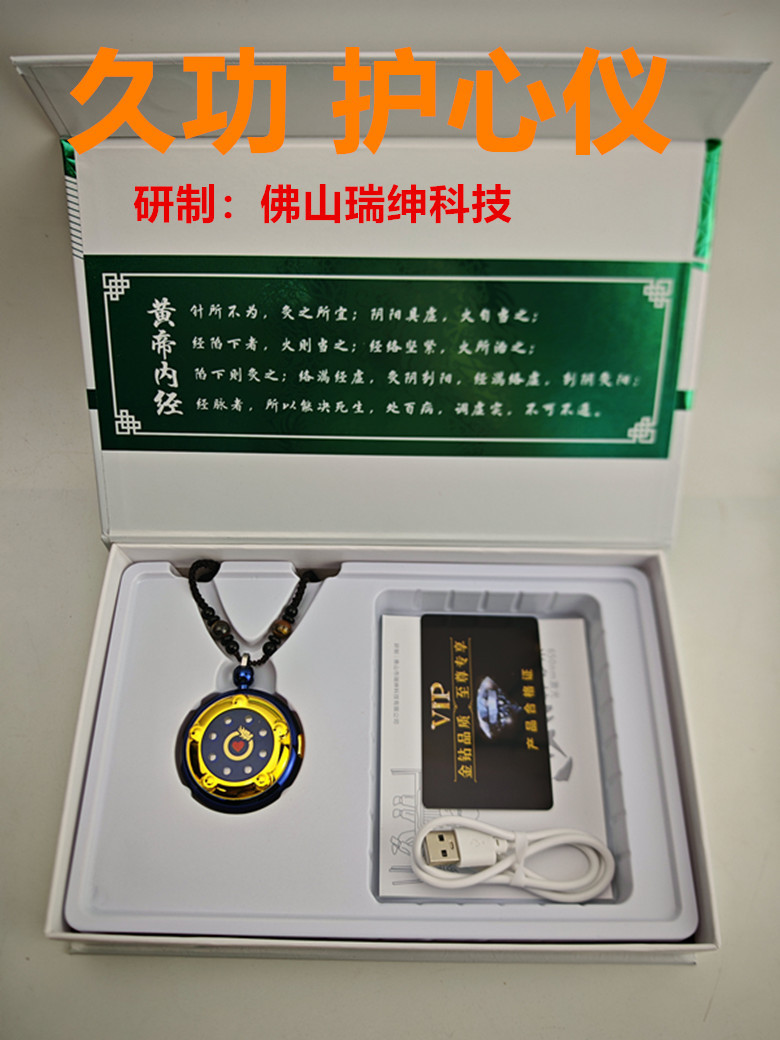 久功 护心仪
研制：佛山瑞绅科技
黄帝内经
针所不为，灸之所宜；阴阳具虚，火自当之；
经陷下者，火则当之；经络坚紧，火所治之；
陷下则灸之；络满经虚，灸阴刺阳，经满络虚，刺阴灸阳；
经脉者，所以能决死生，处百病，调虚实，不可不通。
VIP
至尊专享
金钻品质
产品合格证